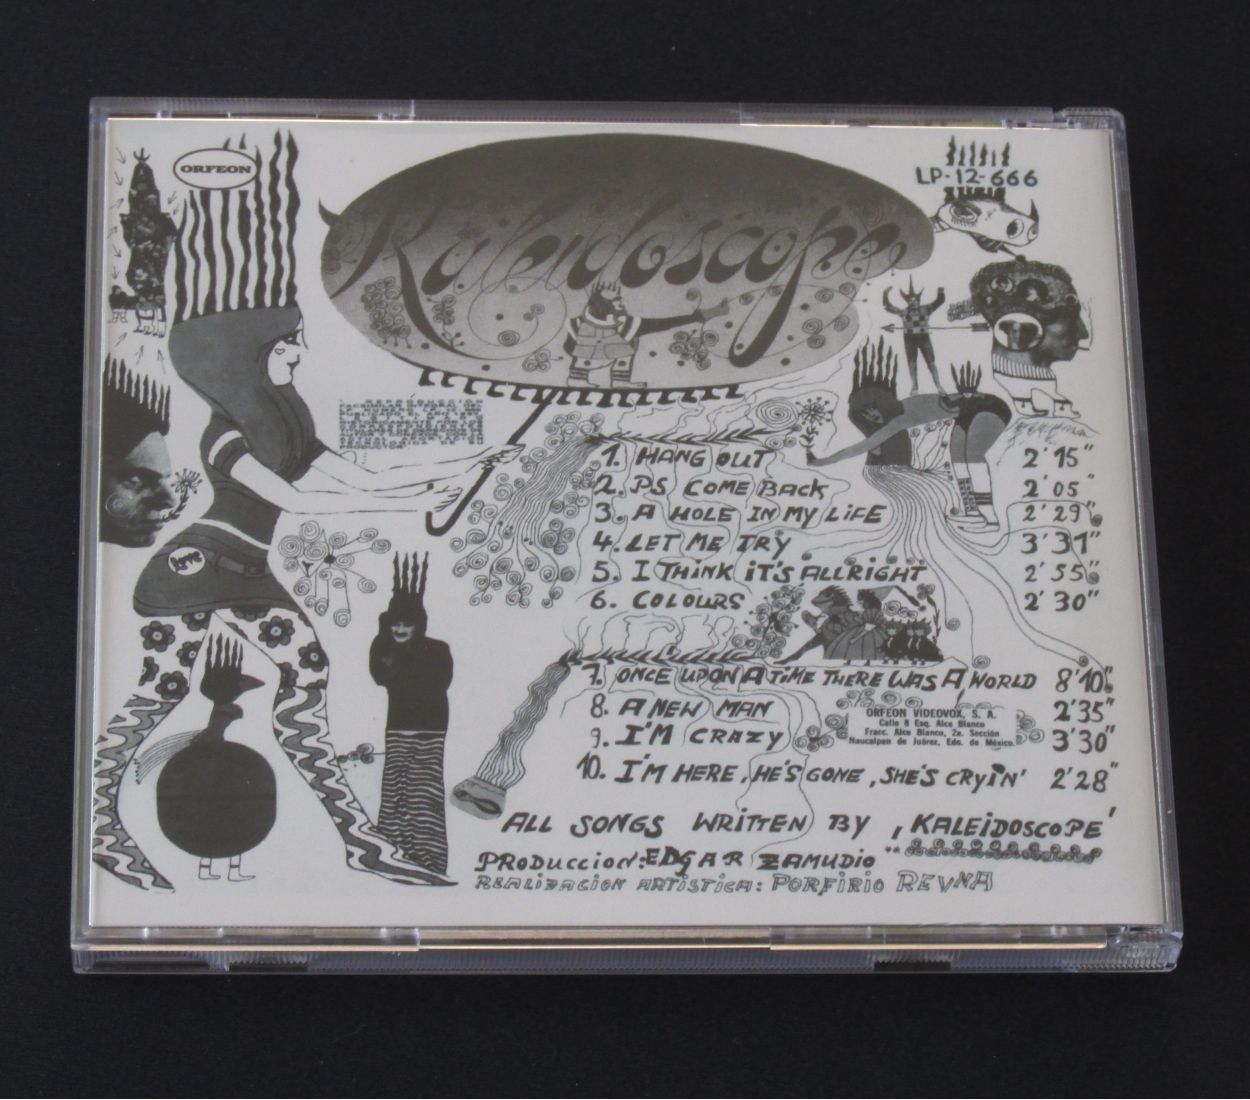 ORFEON
LP-12-666
Kaleidoscope
1. HANG OUT 2'15"
2. P.S COME BACK 2'05"
3. A HOLE IN MY LIFE 2'29"
4. LET ME TRY 3'31"
5. I THINK IT'S ALLRIGHT 2'55"
6. COLOURS 2'30"
7. ONCE UPON A TIME THERE WAS A WORLD 8'10"
8. A NEW MAN 2'35"
ORFEON VIDEOVOX, S. A.
Calle 8 Esq. Alce Blanco
Fracc. Alce Blanco, 2a. Sección
Naucalpan de Juárez, Edo. de México.
9. I'M CRAZY 3'30"
10. I'M HERE, HE'S GONE, SHE'S CRYIN' 2'28"
love
ALL SONGS WRITTEN BY 'KALEIDOSCOPE'
PRODUCCION: EDGAR ZAMUDIO
REALIZACION ARTISTICA: PORFIRIO REYNA